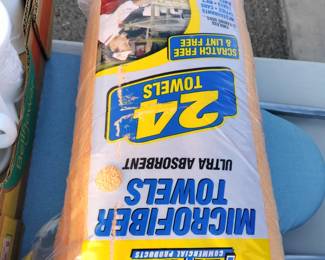 COMMERCIAL PRODUCTS
MICROFIBER
TOWELS
ULTRA ABSORBENT
24
TOWELS
SCRATCH FREE
& LINT FREE